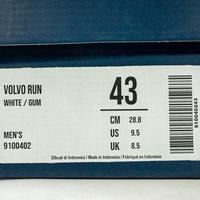 VOLVO RUN
WHITE / GUM
MEN'S
9100402
43
CM 28.8
US 9.5
UK 8.5
Dibuat di Indonesia / Made in Indonesia / Fabriqué en Indonésie
910040243